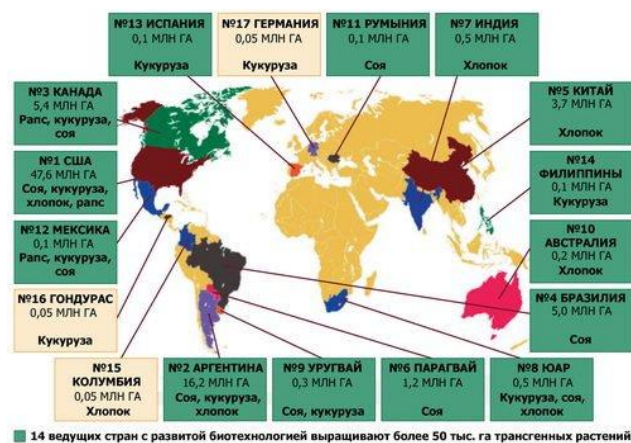 №13 ИСПАНИЯ
0,1 МЛН ГА
Кукуруза
№17 ГЕРМАНИЯ
0,05 МЛН ГА
Кукуруза
№11 РУМЫНИЯ
0,1 МЛН ГА
Соя
№7 ИНДИЯ
0,5 МЛН ГА
Хлопок
№3 КАНАДА
5,4 МЛН ГА
Рапс, кукуруза,
соя
№5 КИТАЙ
3,7 МЛН ГА
Хлопок
№1 США
47,6 МЛН ГА
Соя, кукуруза,
хлопок, рапс
№14
ФИЛИППИНЫ
0,1 МЛН ГА
Кукуруза
№12 МЕКСИКА
0,1 МЛН ГА
Рапс, кукуруза,
соя
№10
АВСТРАЛИЯ
0,2 МЛН ГА
Хлопок
№16 ГОНДУРАС
0,05 МЛН ГА
Кукуруза
№4 БРАЗИЛИЯ
5,0 МЛН ГА
Соя
№15
КОЛУМБИЯ
0,05 МЛН ГА
Хлопок
№2 АРГЕНТИНА
16,2 МЛН ГА
Соя, кукуруза,
хлопок
№9 УРУГВАЙ
0,3 МЛН ГА
Соя, кукуруза
№6 ПАРАГВАЙ
1,2 МЛН ГА
Соя
№8 ЮАР
0,5 МЛН ГА
Кукуруза, соя,
хлопок
14 ведущих стран с развитой биотехнологией выращивают более 50 тыс. га трансгенных растений